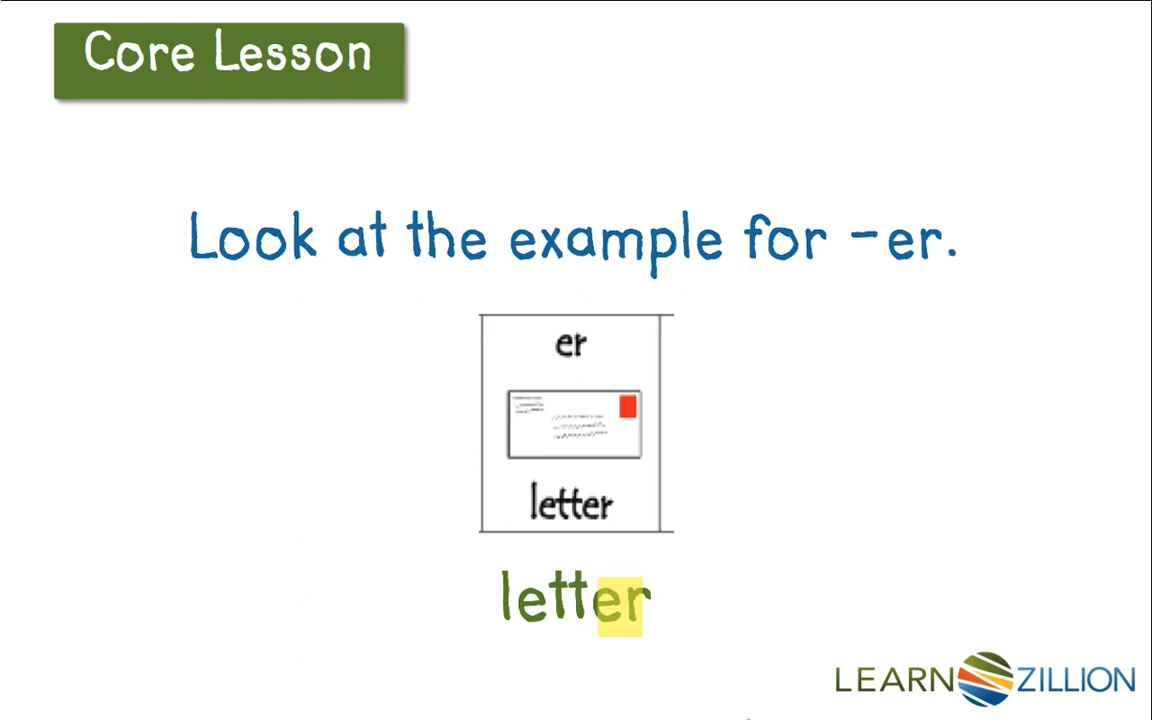 Core Lesson
Look at the example for -er.
er
letter
letter
LEARNZILLION